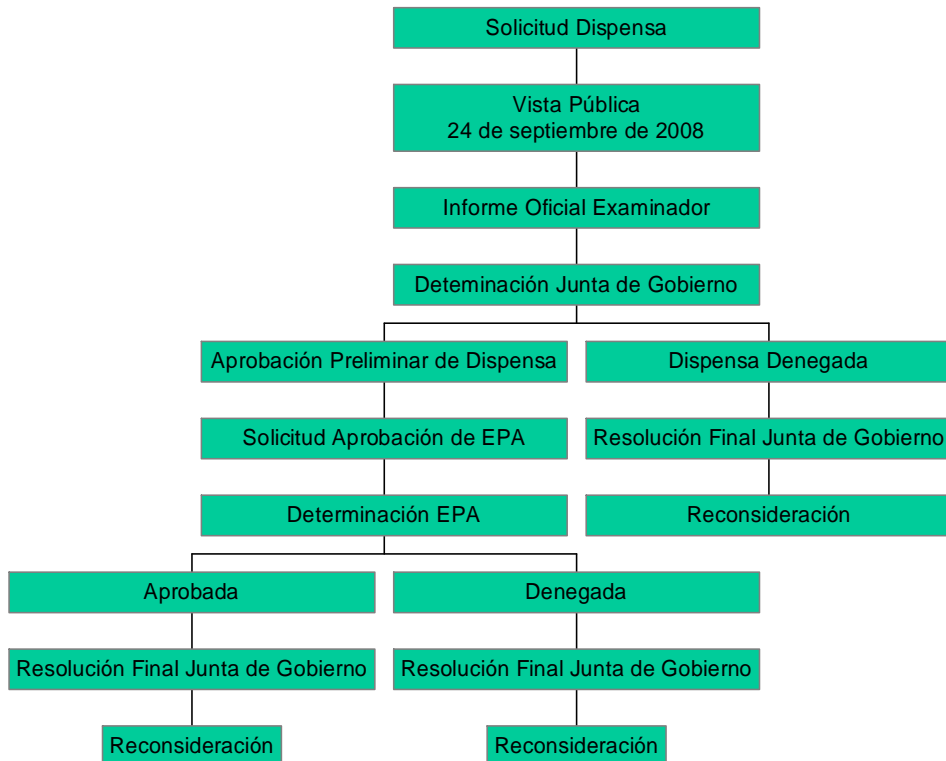 Solicitud Dispensa
Vista Pública
24 de septiembre de 2008
Informe Oficial Examinador
Deteminación Junta de Gobierno
Aprobación Preliminar de Dispensa
Dispensa Denegada
Solicitud Aprobación de EPA
Resolución Final Junta de Gobierno
Determinación EPA
Reconsideración
Aprobada
Denegada
Resolución Final Junta de Gobierno
Resolución Final Junta de Gobierno
Reconsideración
Reconsideración